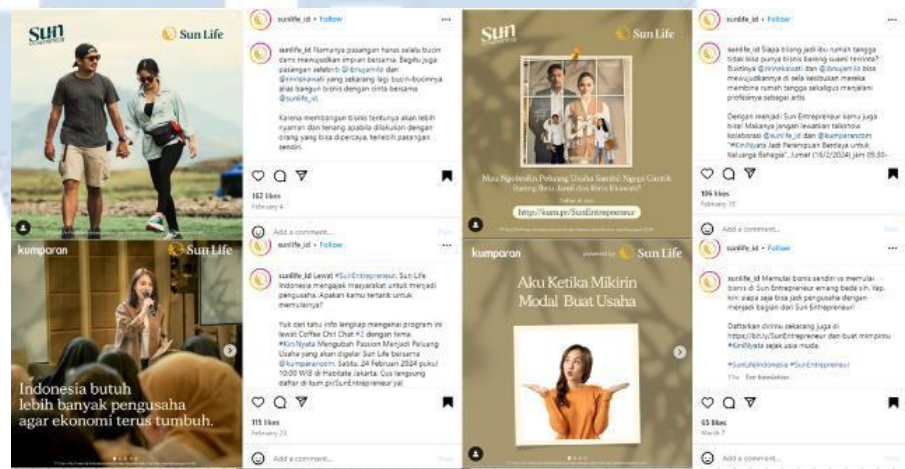 Sun
Sun Life
sunlife_id • Follow
sunlife_id Namanya pasangan harus selalu bucin
demi mewujudkan impian bersama. Begitu juga
pasangan selebriti @ibnujamilo dan
@ririnekawati yang sekarang lagi bucin-bucinnya
alias bangun bisnis dengan cinta bersama
@sunlife_id.
Karena membangun bisnis tentunya akan lebih
nyaman dan tenang apabila dilakukan dengan
orang yang bisa dipercaya, terlebih pasangan
sendiri.
162 likes
February 4
Add a comment...
Sun
Sun Life
Mau Ngobrolin Peluang Usaha Sambil Ngopi Cantik
Bareng Ibnu Jamil dan Ririn Ekawati?
http://kum.pr/SunEntrepreneur
sunlife_id • Follow
sunlife_id Siapa bilang jadi ibu rumah tangga
tidak bisa punya bisnis bareng suami tercinta?
Buktinya @ririnekawati dan @ibnujamilo bisa
mewujudkannya di sela kesibukan mereka
membina rumah tangga sekaligus menjalani
profesinya sebagai artis.
Dengan menjadi Sun Entrepreneur kamu juga
bisa! Makanya jangan lewatkan talkshow
kolaborasi @sunlife_id dan @kumparancom
"#KiniNyata Jadi Perempuan Berdaya untuk
Keluarga Bahagia", Jumat (16/2/2024) jam 09.30-
106 likes
February 15
Add a comment...
kumparan
Sun Life
Indonesia butuh
lebih banyak pengusaha
agar ekonomi terus tumbuh.
sunlife_id • Follow
sunlife_id Lewat #SunEntrepreneur, Sun Life
Indonesia mengajak masyarakat untuk menjadi
pengusaha. Apakah kamu tertarik untuk
memulainya?
Yuk cari tahu info lengkap mengenai program ini
lewat Coffee Chit Chat #2 dengan tema
#KiniNyata Mengubah Passion Menjadi Peluang
Usaha yang akan digelar Sun Life bersama
@kumparancom, Sabtu, 24 Februari 2024 pukul
10:00 WIB di Habitate Jakarta. Cus langsung
daftar di kum.pr/SunEntrepreneur ya!
115 likes
February 23
Add a comment...
kumparan
powered by Sun Life
Aku Ketika Mikirin
Modal Buat Usaha
sunlife_id • Follow
sunlife_id Memulai bisnis sendiri vs memulai
bisnis di Sun Entrepreneur emang beda sih. Yap,
kini siapa saja bisa jadi pengusaha dengan
menjadi bagian dari Sun Entrepreneur!
Daftarkan dirimu sekarang juga di
https://bit.ly/SunEntrepreneur dan buat mimpimu
#KiniNyata sejak usia muda.
#SunLifeIndonesia #SunEntrepreneur
See translation
65 likes
March 7
Add a comment...